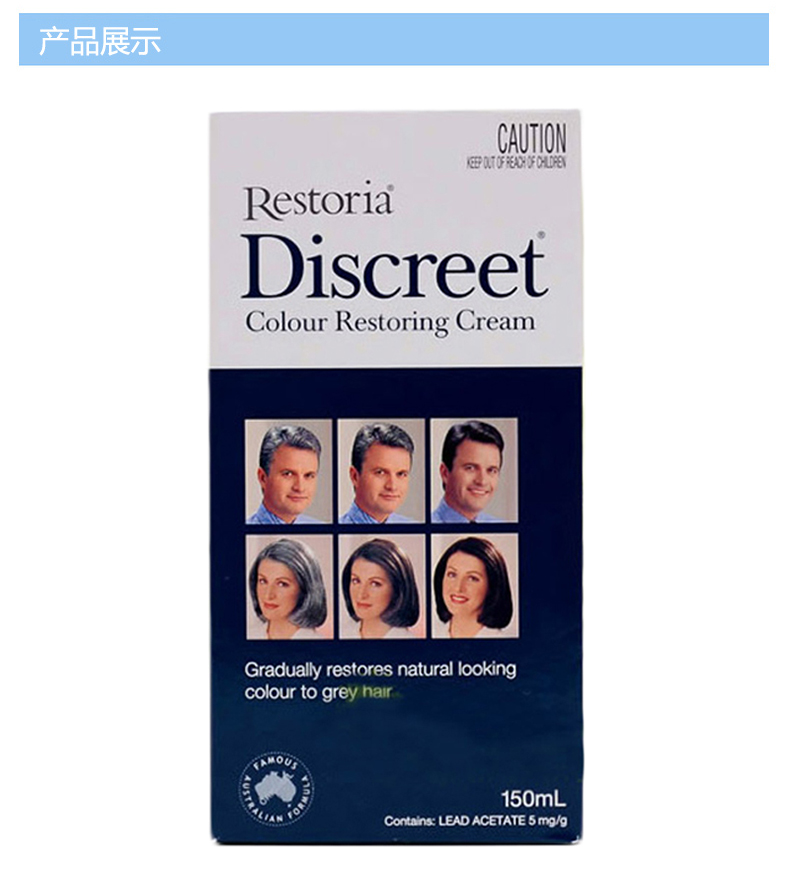 产品展示
CAUTION
KEEP OUT OF REACH OF CHILDREN
Restoria®
Discreet®
Colour Restoring Cream
Gradually restores natural looking
colour to grey hair
FAMOUS
AUSTRALIAN FORMULA
150mL
Contains: LEAD ACETATE 5 mg/g